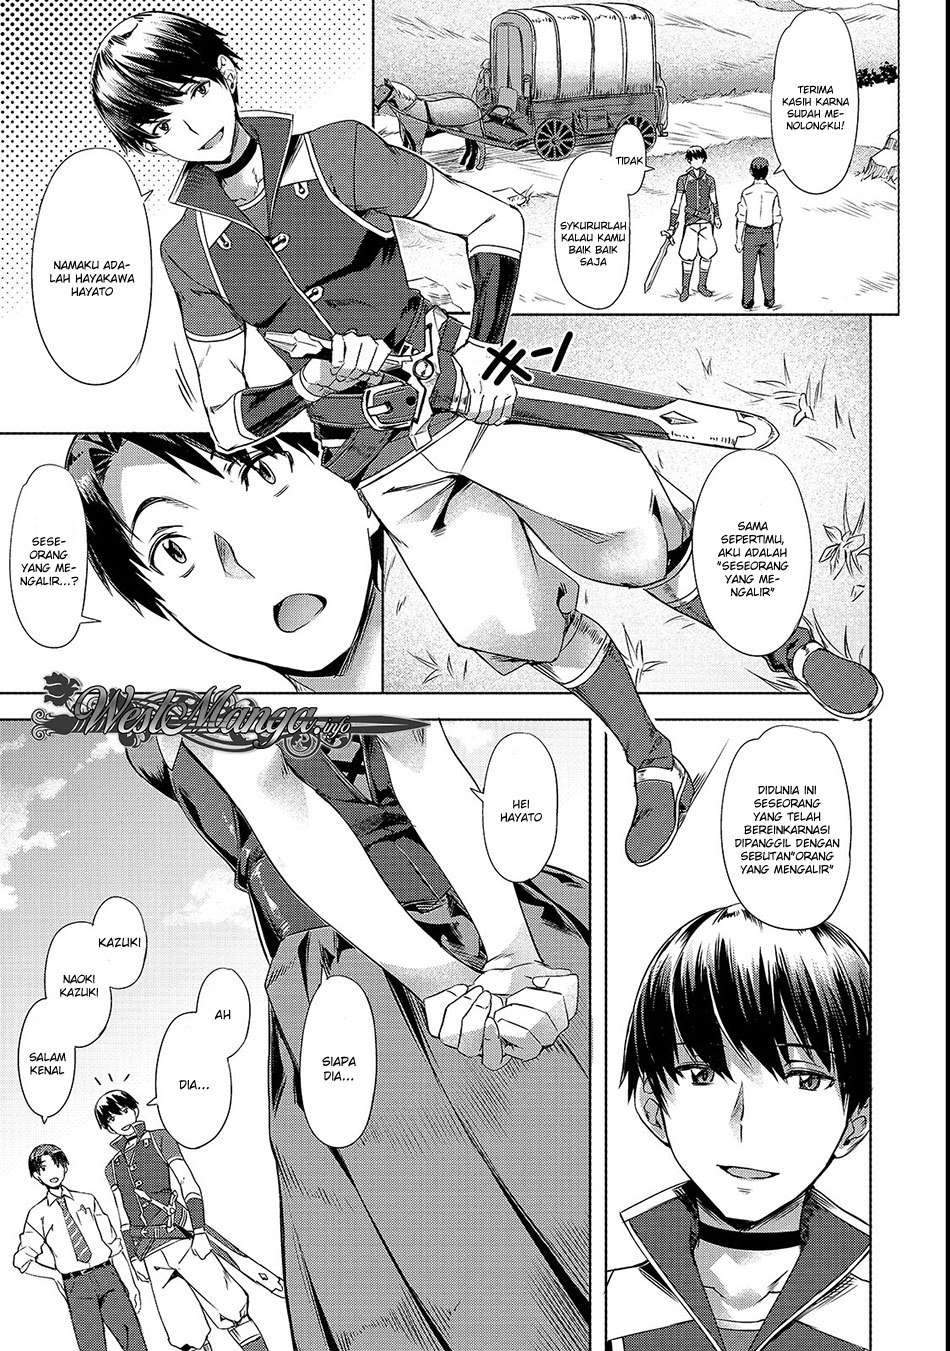 TERIMA
KASIH KARNA
SUDAH ME-
NOLONGKU!
TIDAK
SYKURURLAH
KALAU KAMU
BAIK BAIK
SAJA
NAMAKU ADA-
LAH HAYAKAWA
HAYATO
SAMA
SEPERTIMU,
AKU ADALAH
"SESEORANG
YANG ME-
NGALIR"
SESE-
ORANG
YANG ME-
NGALIR...?
WestManga.info
DIDUNIA INI
SESEORANG
YANG TELAH
BEREINKARNASI
DIPANGGIL DENGAN
SEBUTAN"ORANG
YANG MENGALIR"
HEI
HAYATO
SIAPA
DIA...
AH
DIA...
KAZUKI
NAOKI
KAZUKI
SALAM
KENAL